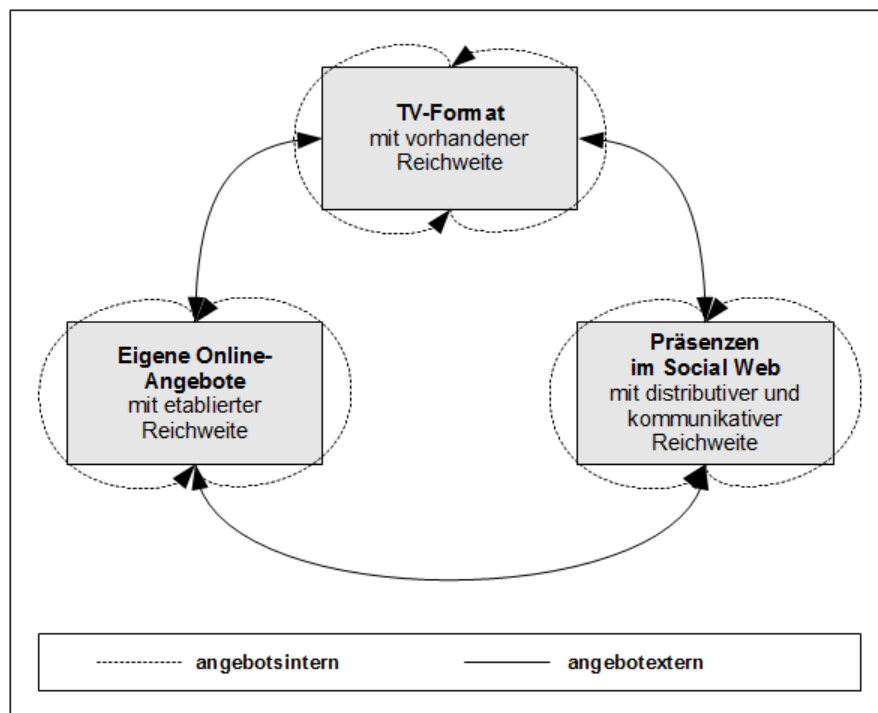 TV-Format
mit vorhandener
Reichweite
Eigene Online-
Angebote
mit etablierter
Reichweite
Präsenzen
im Social Web
mit distributiver und
kommunikativer
Reichweite
angebotsintern
angebotextern